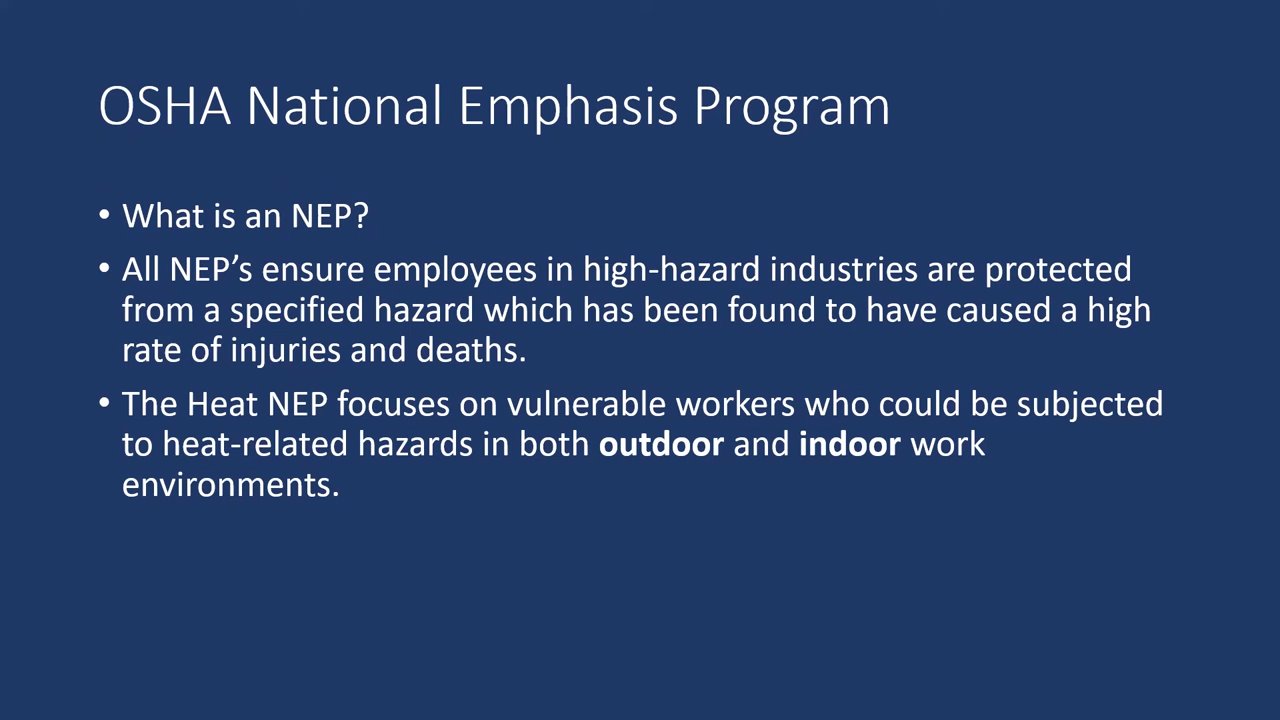 OSHA National Emphasis Program
• What is an NEP?
• All NEP’s ensure employees in high-hazard industries are protected
from a specified hazard which has been found to have caused a high
rate of injuries and deaths.
• The Heat NEP focuses on vulnerable workers who could be subjected
to heat-related hazards in both outdoor and indoor work
environments.